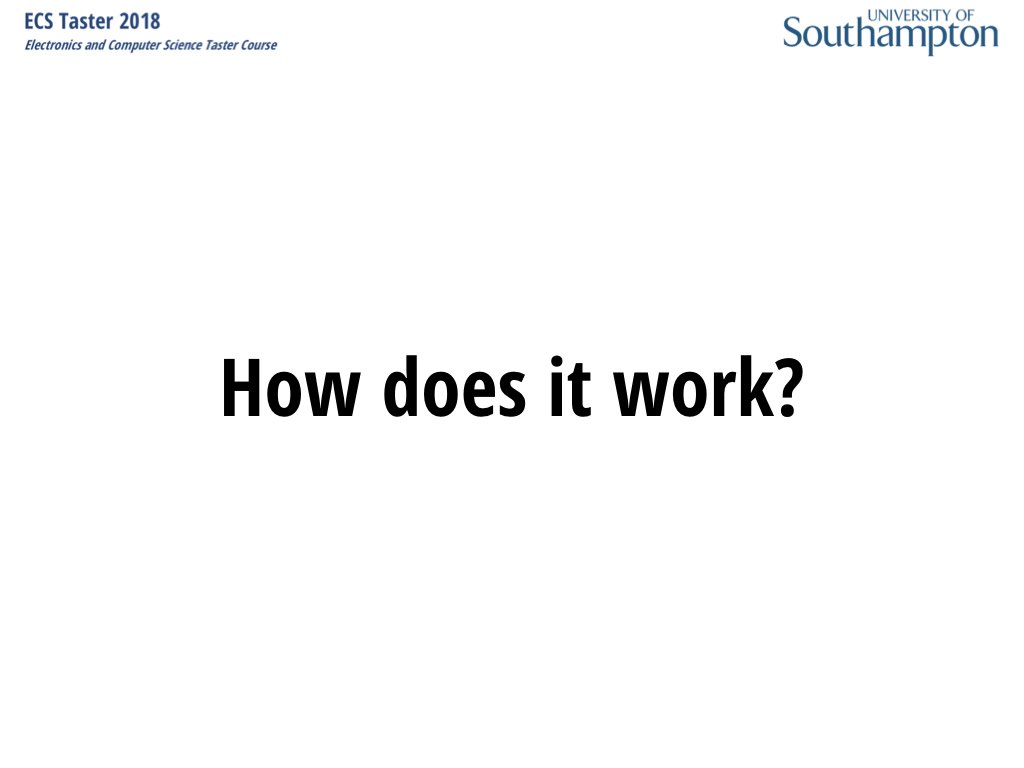 ECS Taster 2018
Electronics and Computer Science Taster Course
UNIVERSITY OF
Southampton
How does it work?